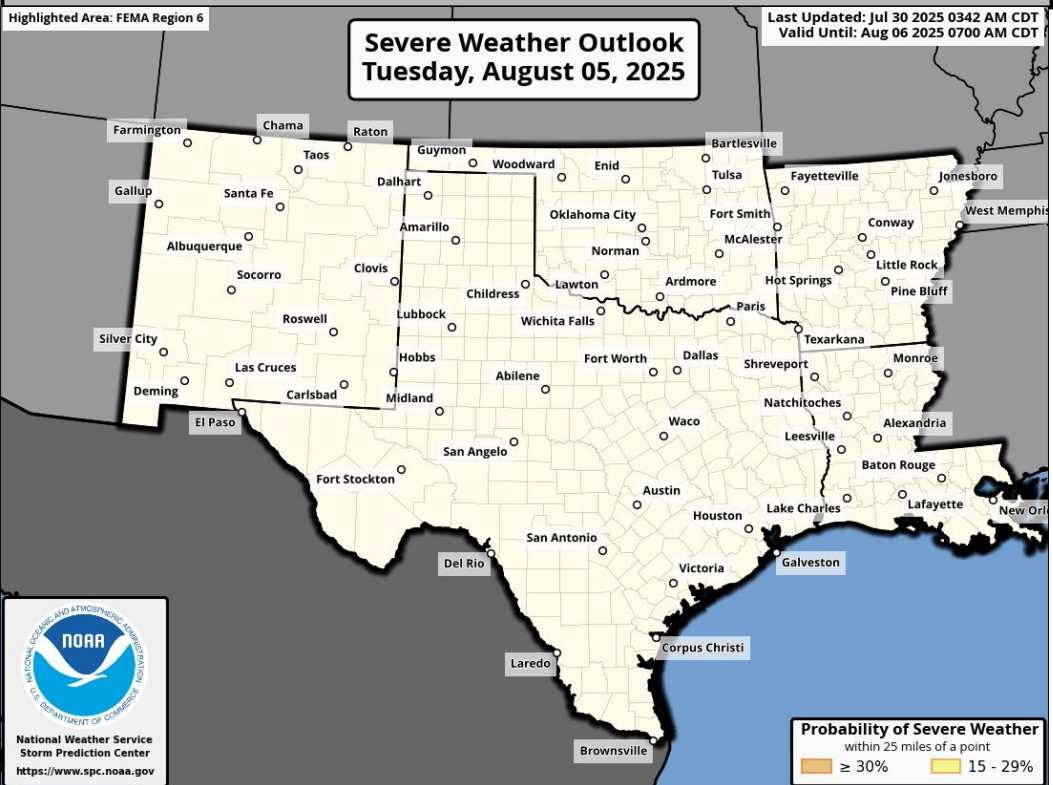 Highlighted Area: FEMA Region 6
Last Updated: Jul 30 2025 0342 AM CDT
Valid Until: Aug 06 2025 0700 AM CDT
Severe Weather Outlook
Tuesday, August 05, 2025
Farmington
Chama
Raton
Taos
Guymon
Woodward
Enid
Bartlesville
Tulsa
Fayetteville
Jonesboro
Gallup
Santa Fe
Dalhart
Oklahoma City
Fort Smith
Conway
West Memphis
Albuquerque
Amarillo
Norman
McAlester
Little Rock
Socorro
Clovis
Childress
Lawton
Ardmore
Hot Springs
Pine Bluff
Roswell
Lubbock
Wichita Falls
Paris
Texarkana
Silver City
Las Cruces
Hobbs
Fort Worth
Dallas
Shreveport
Monroe
Deming
Carlsbad
Midland
Abilene
Natchitoches
El Paso
Waco
Leesville
Alexandria
San Angelo
Fort Stockton
Baton Rouge
Austin
Houston
Lake Charles
Lafayette
New Orle
Del Rio
San Antonio
Victoria
Galveston
Laredo
Corpus Christi
Brownsville
NATIONAL OCEANIC AND ATMOSPHERIC ADMINISTRATION
NOAA
U.S. DEPARTMENT OF COMMERCE
National Weather Service
Storm Prediction Center
https://www.spc.noaa.gov
Probability of Severe Weather
within 25 miles of a point
≥ 30%
15 - 29%